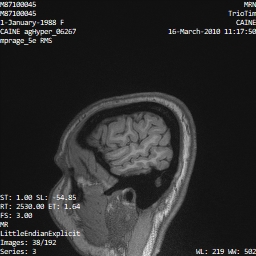 M87100045
M87100045
1-January-1988 F
CAINE agHyper_06267
mprage_5e RMS
MRN
TrioTim
CAINE
16-March-2010 11:17:50
ST: 1.00 SL: -54.85
RT: 2530.00 ET: 1.64
FS: 3.00
MR
LittleEndianExplicit
Images: 38/192
Series: 3
WL: 219 WW: 502